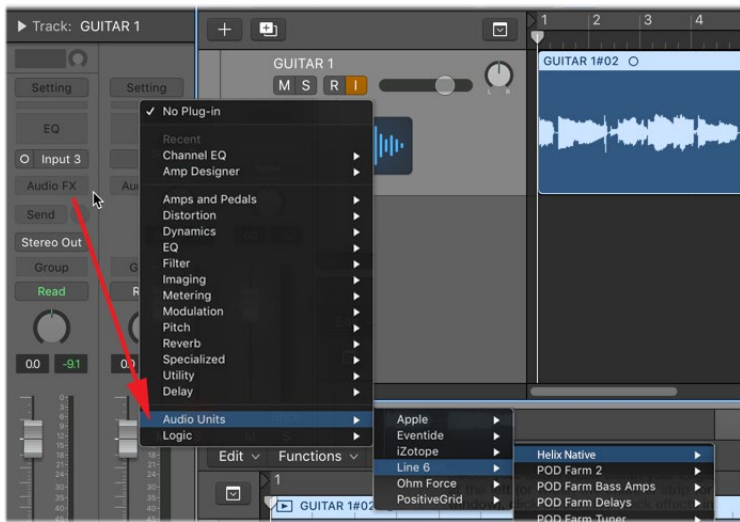 Track: GUITAR 1
Setting
EQ
Input 3
Audio FX
Send
Stereo Out
Group
Read
0.0 -9.1
Setting
GUITAR 1
M S R I
L R
1 2 3 4
GUITAR 1#02
No Plug-in
Recent
Channel EQ
Amp Designer
Amps and Pedals
Distortion
Dynamics
EQ
Filter
Imaging
Metering
Modulation
Pitch
Reverb
Specialized
Utility
Delay
Audio Units
Logic
Apple
Eventide
iZotope
Line 6
Ohm Force
PositiveGrid
Helix Native
POD Farm 2
POD Farm Bass Amps
POD Farm Delays
POD Farm Tuner
Edit Functions
1
GUITAR 1#02